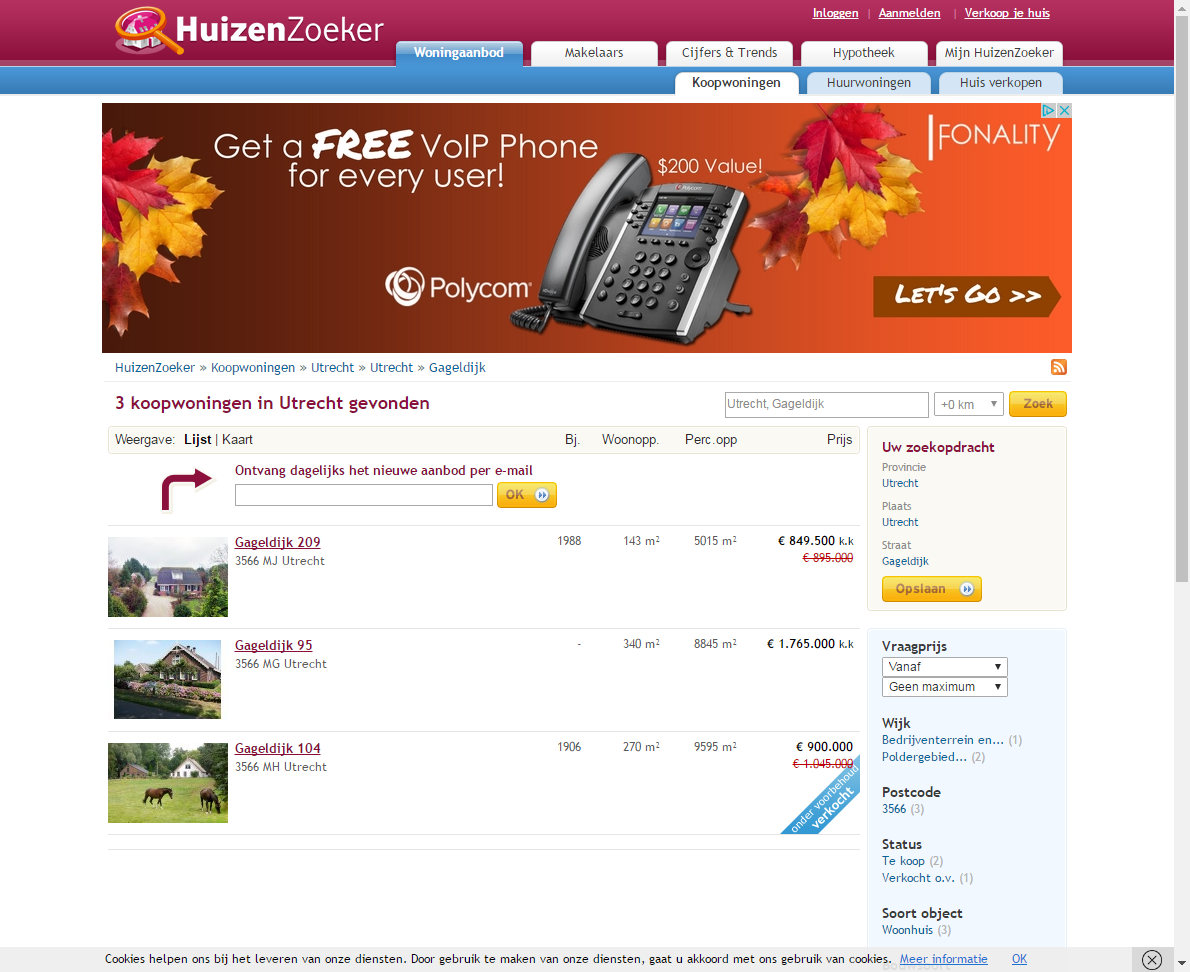 Inloggen | Aanmelden | Verkoop je huis
HuizenZoeker
Woningaanbod Makelaars Cijfers & Trends Hypotheek Mijn HuizenZoeker
Koopwoningen Huurwoningen Huis verkopen
Get a FREE VoIP Phone
for every user!
$200 Value!
FONALITY
Polycom
Polycom
LET'S GO >>
HuizenZoeker » Koopwoningen » Utrecht » Utrecht » Gageldijk
3 koopwoningen in Utrecht gevonden
Utrecht, Gageldijk +0 km Zoek
Weergave: Lijst | Kaart Bj. Woonopp. Perc.opp Prijs
Ontvang dagelijks het nieuwe aanbod per e-mail
OK
Gageldijk 209 1988 143 m² 5015 m² € 849.500 k.k
3566 MJ Utrecht € 895.000
Gageldijk 95 - 340 m² 8845 m² € 1.765.000 k.k
3566 MG Utrecht
Gageldijk 104 1906 270 m² 9595 m² € 900.000
3566 MH Utrecht € 1.045.000
onder voorbehoud
verkocht
Uw zoekopdracht
Provincie
Utrecht
Plaats
Utrecht
Straat
Gageldijk
Opslaan
Vraagprijs
Vanaf
Geen maximum
Wijk
Bedrijventerrein en... (1)
Poldergebied... (2)
Postcode
3566 (3)
Status
Te koop (2)
Verkocht o.v. (1)
Soort object
Woonhuis (3)
Bouwsoort
Cookies helpen ons bij het leveren van onze diensten. Door gebruik te maken van onze diensten, gaat u akkoord met ons gebruik van cookies. Meer informatie OK